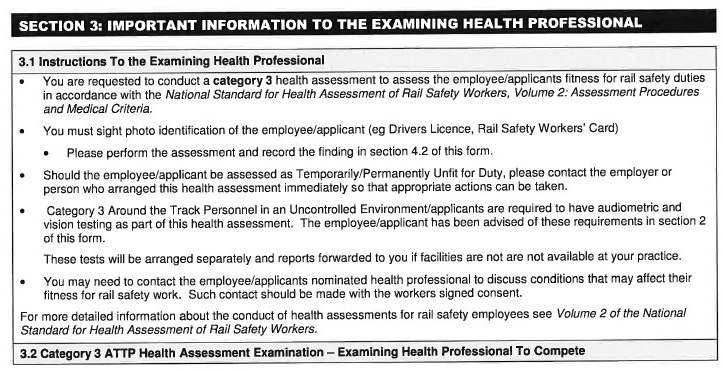 SECTION 3: IMPORTANT INFORMATION TO THE EXAMINING HEALTH PROFESSIONAL
3.1 Instructions To the Examining Health Professional
• You are requested to conduct a category 3 health assessment to assess the employee/applicants fitness for rail safety duties
in accordance with the National Standard for Health Assessment of Rail Safety Workers, Volume 2: Assessment Procedures
and Medical Criteria.
• You must sight photo identification of the employee/applicant (eg Drivers Licence, Rail Safety Workers' Card)
• Please perform the assessment and record the finding in section 4.2 of this form.
• Should the employee/applicant be assessed as Temporarily/Permanently Unfit for Duty, please contact the employer or
person who arranged this health assessment immediately so that appropriate actions can be taken.
• Category 3 Around the Track Personnel in an Uncontrolled Environment/applicants are required to have audiometric and
vision testing as part of this health assessment. The employee/applicant has been advised of these requirements in section 2
of this form.
These tests will be arranged separately and reports forwarded to you if facilities are not are not available at your practice.
• You may need to contact the employee/applicants nominated health professional to discuss conditions that may affect their
fitness for rail safety work. Such contact should be made with the workers signed consent.
For more detailed information about the conduct of health assessments for rail safety employees see Volume 2 of the National
Standard for Health Assessment of Rail Safety Workers.
3.2 Category 3 ATTP Health Assessment Examination – Examining Health Professional To Compete